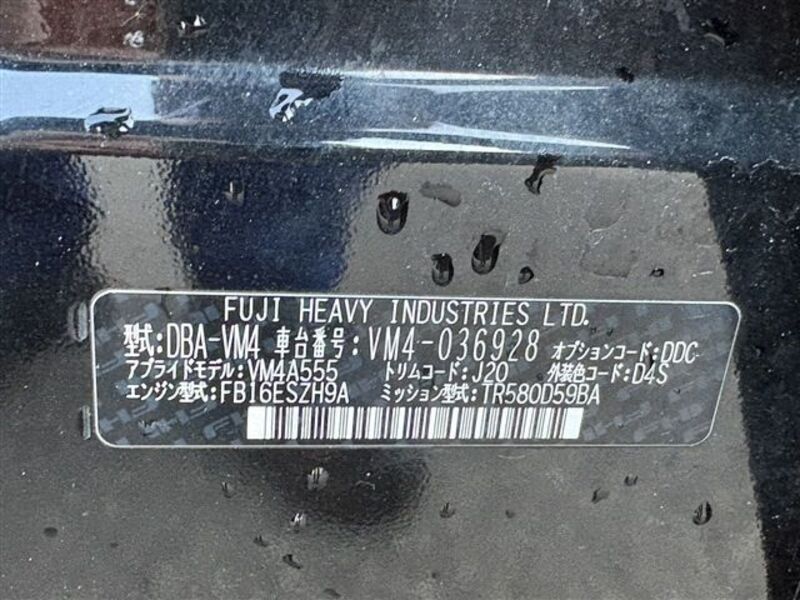 FUJI HEAVY INDUSTRIES LTD.
型式:DBA-VM4 車台番号:VM4-036928 オプションコード:DDC
アプライドモデル:VM4A555 トリムコード:J20 外装色コード:D4S
エンジン型式:FB16ESZH9A ミッション型式:TR580D59BA